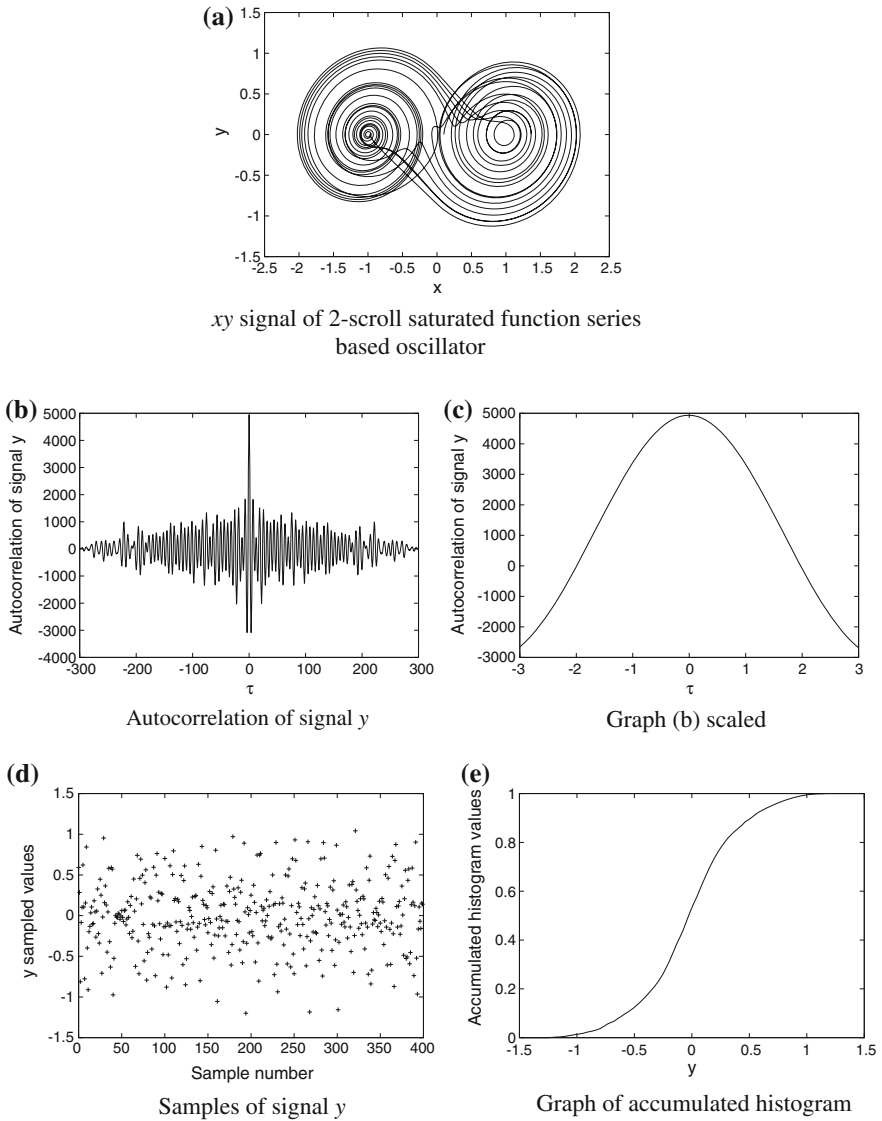 (a)
1.5
1
0.5
0
-0.5
-1
-1.5
y
-2.5 -2 -1.5 -1 -0.5 0 0.5 1 1.5 2 2.5
x
xy signal of 2-scroll saturated function series
based oscillator
(b)
5000
4000
3000
2000
1000
0
-1000
-2000
-3000
-4000
Autocorrelation of signal y
-300 -200 -100 0 100 200 300
τ
Autocorrelation of signal y
(c)
5000
4000
3000
2000
1000
0
-1000
-2000
-3000
Autocorrelation of signal y
-3 -2 -1 0 1 2 3
τ
Graph (b) scaled
(d)
1.5
1
0.5
0
-0.5
-1
-1.5
y sampled values
0 50 100 150 200 250 300 350 400
Sample number
Samples of signal y
(e)
1
0.8
0.6
0.4
0.2
0
Accumulated histogram values
-1.5 -1 -0.5 0 0.5 1 1.5
y
Graph of accumulated histogram